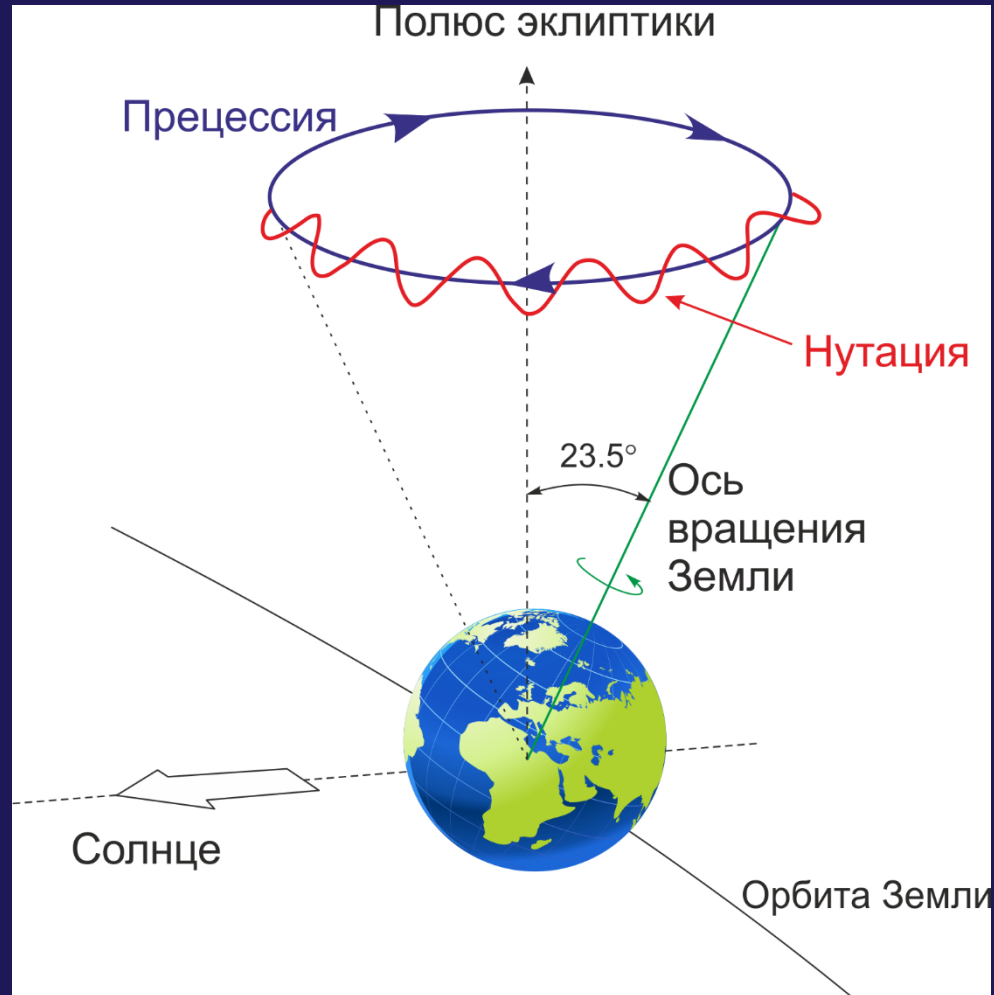 Полюс эклиптики
Прецессия
Нутация
23.5°
Ось
вращения
Земли
Солнце
Орбита Земли